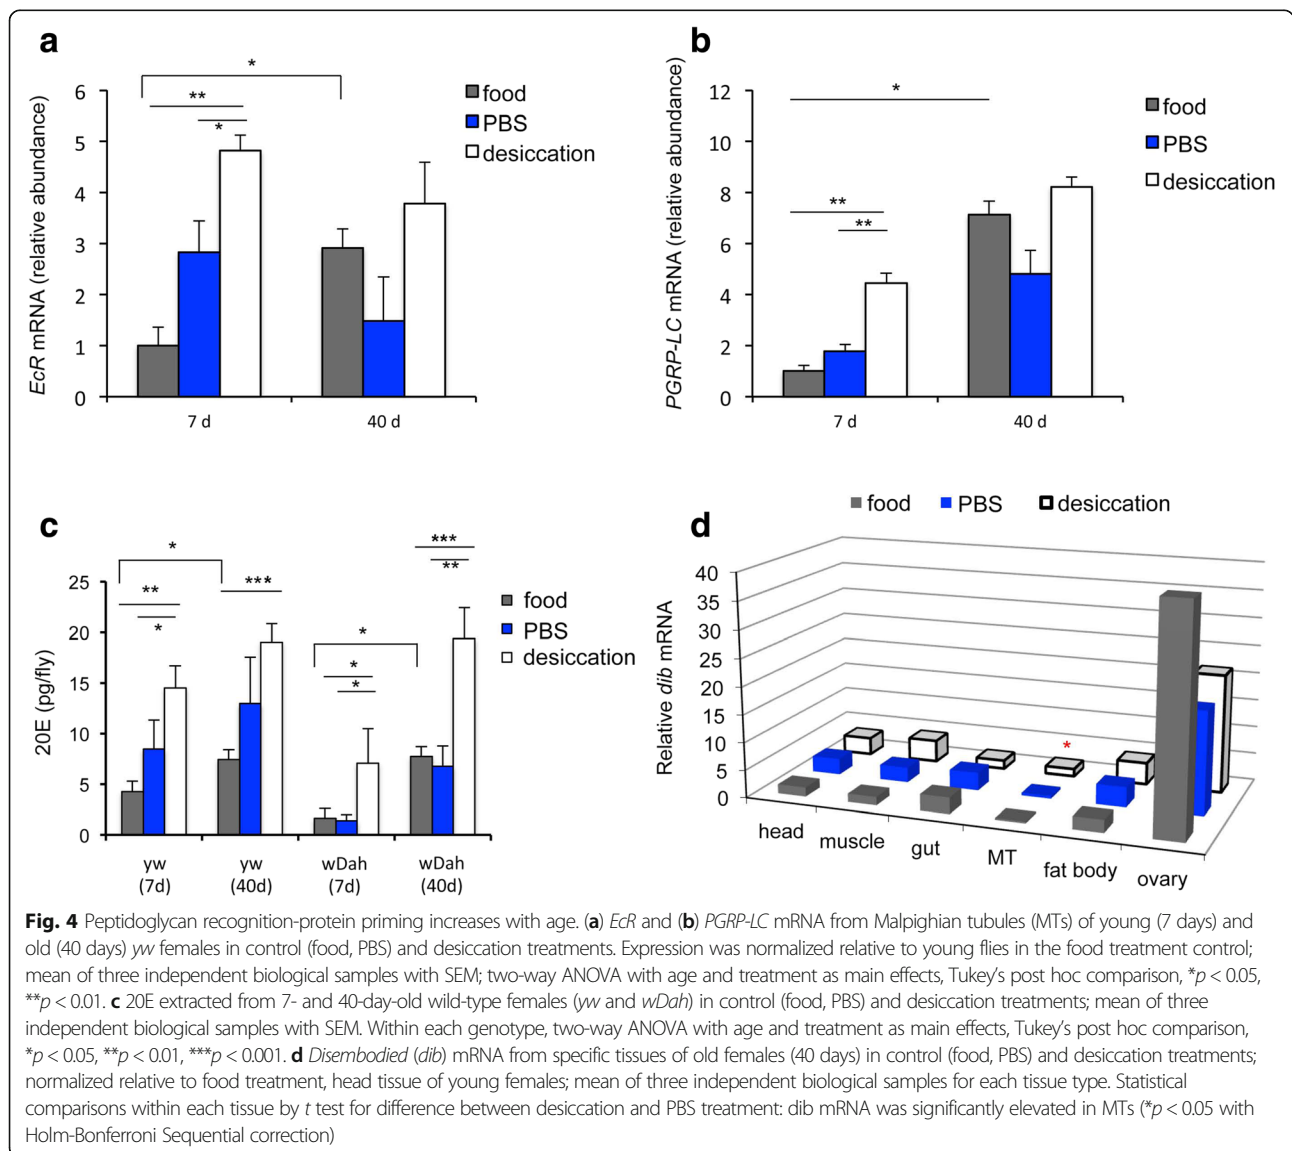 a
*
**
*
6
5
4
3
2
1
0
EcR mRNA (relative abundance)
7 d
40 d
food
PBS
desiccation
b
*
**
**
12
10
8
6
4
2
0
PGRP-LC mRNA (relative abundance)
7 d
40 d
food
PBS
desiccation
c
*
**
*
***
*
*
*
***
**
25
20
15
10
5
0
20E (pg/fly)
yw
(7d)
yw
(40d)
wDah
(7d)
wDah
(40d)
food
PBS
desiccation
d
food PBS desiccation
40
35
30
25
20
15
10
5
0
Relative dib mRNA
*
head
muscle
gut
MT
fat body
ovary
Fig. 4 Peptidoglycan recognition-protein priming increases with age. (a) EcR and (b) PGRP-LC mRNA from Malpighian tubules (MTs) of young (7 days) and
old (40 days) yw females in control (food, PBS) and desiccation treatments. Expression was normalized relative to young flies in the food treatment control;
mean of three independent biological samples with SEM; two-way ANOVA with age and treatment as main effects, Tukey's post hoc comparison, *p < 0.05,
**p < 0.01. c 20E extracted from 7- and 40-day-old wild-type females (yw and wDah) in control (food, PBS) and desiccation treatments; mean of three
independent biological samples with SEM. Within each genotype, two-way ANOVA with age and treatment as main effects, Tukey's post hoc comparison,
*p < 0.05, **p < 0.01, ***p < 0.001. d Disembodied (dib) mRNA from specific tissues of old females (40 days) in control (food, PBS) and desiccation treatments;
normalized relative to food treatment, head tissue of young females; mean of three independent biological samples for each tissue type. Statistical
comparisons within each tissue by t test for difference between desiccation and PBS treatment: dib mRNA was significantly elevated in MTs (*p < 0.05 with
Holm-Bonferroni Sequential correction)